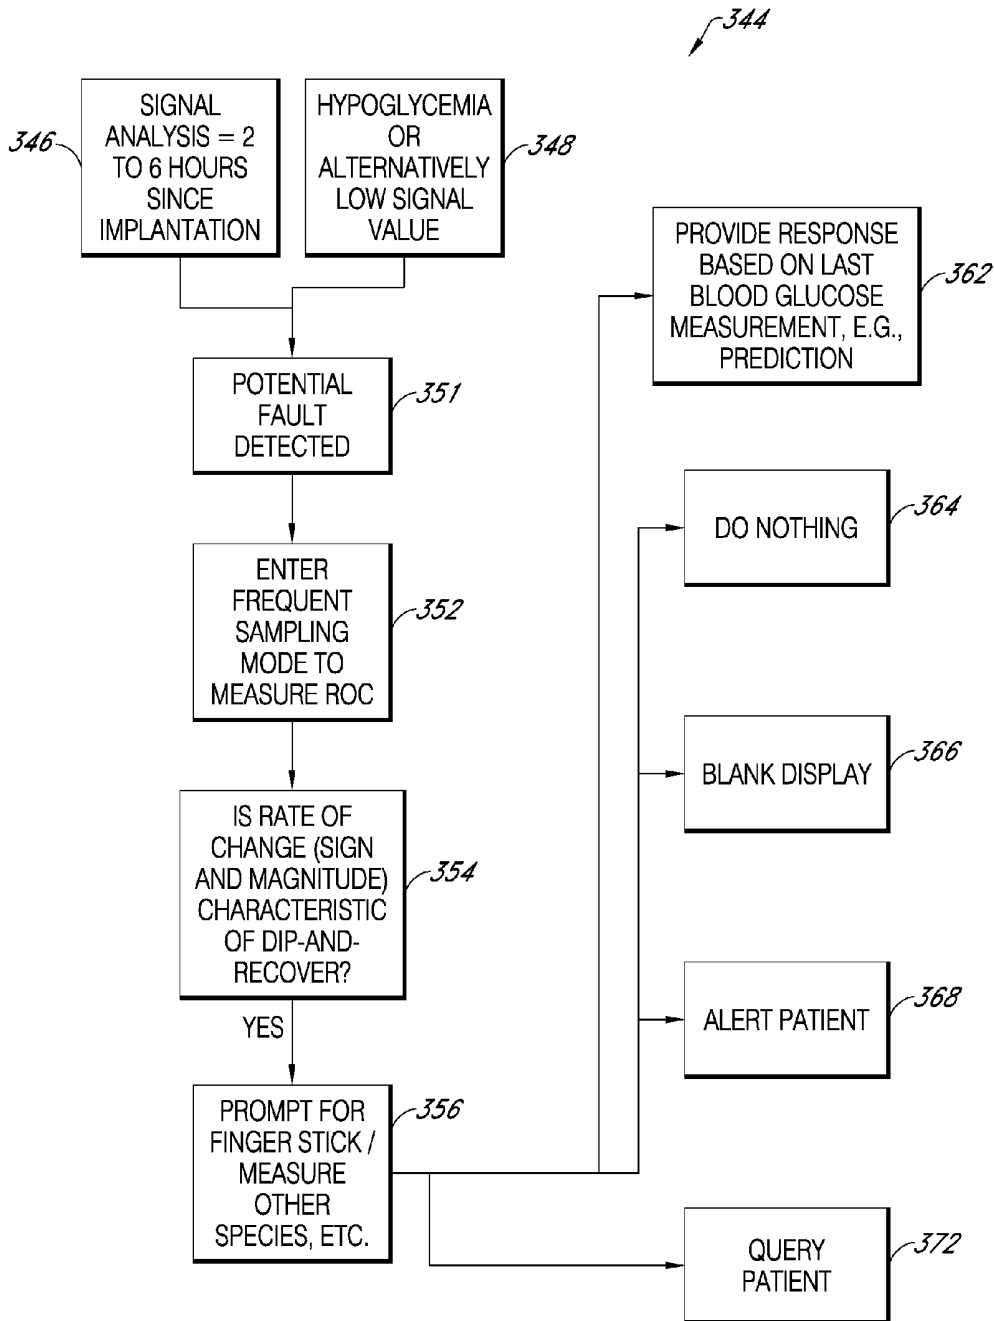 344
SIGNAL
ANALYSIS = 2
TO 6 HOURS
SINCE
IMPLANTATION
346
HYPOGLYCEMIA
OR
ALTERNATIVELY
LOW SIGNAL
VALUE
348
POTENTIAL
FAULT
DETECTED
351
ENTER
FREQUENT
SAMPLING
MODE TO
MEASURE ROC
352
IS RATE OF
CHANGE (SIGN
AND MAGNITUDE)
CHARACTERISTIC
OF DIP-AND-
RECOVER?
354
YES
PROMPT FOR
FINGER STICK /
MEASURE
OTHER
SPECIES, ETC.
356
PROVIDE RESPONSE
BASED ON LAST
BLOOD GLUCOSE
MEASUREMENT, E.G.,
PREDICTION
362
DO NOTHING
364
BLANK DISPLAY
366
ALERT PATIENT
368
QUERY
PATIENT
372